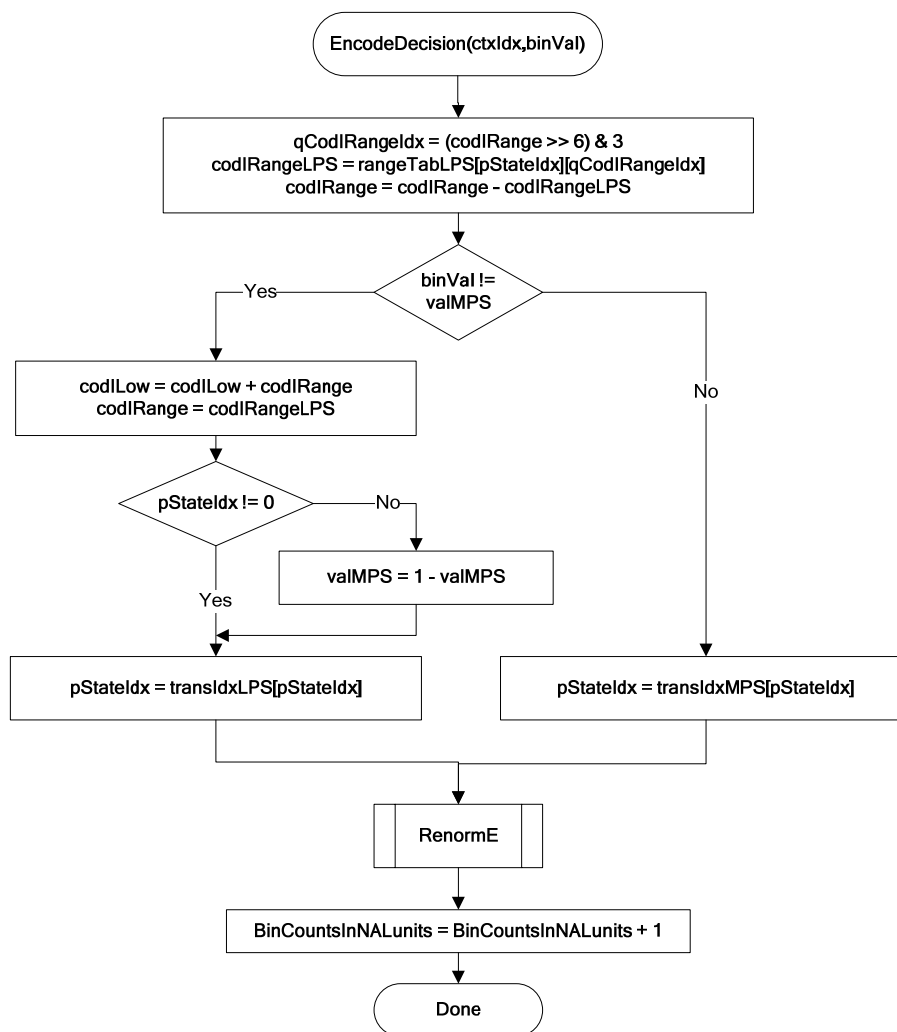 EncodeDecision(ctxIdx,binVal)
qCodIRangeIdx = (codIRange >> 6) & 3
codIRangeLPS = rangeTabLPS[pStateIdx][qCodIRangeIdx]
codIRange = codIRange - codIRangeLPS
binVal !=
valMPS
Yes
No
codILow = codILow + codIRange
codIRange = codIRangeLPS
pStateIdx != 0
No
valMPS = 1 - valMPS
Yes
pStateIdx = transIdxLPS[pStateIdx]
pStateIdx = transIdxMPS[pStateIdx]
RenormE
BinCountsInNALunits = BinCountsInNALunits + 1
Done